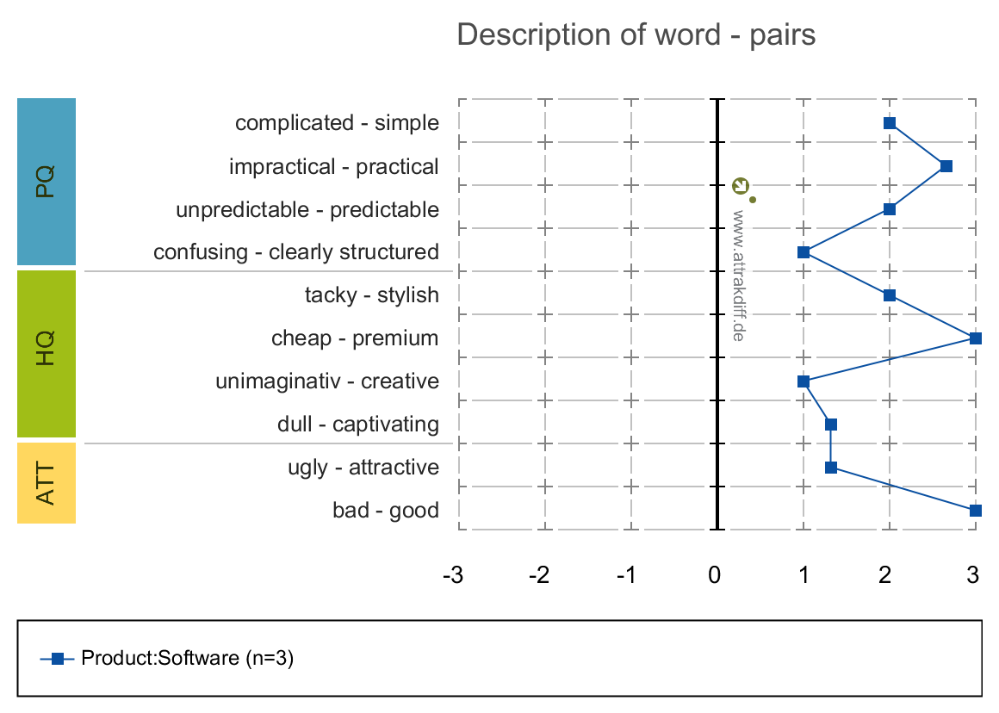 Description of word - pairs
PQ
complicated - simple
impractical - practical
unpredictable - predictable
confusing - clearly structured
HQ
tacky - stylish
cheap - premium
unimaginativ - creative
dull - captivating
ATT
ugly - attractive
bad - good
www.attrakdiff.de
-3 -2 -1 0 1 2 3
Product:Software (n=3)